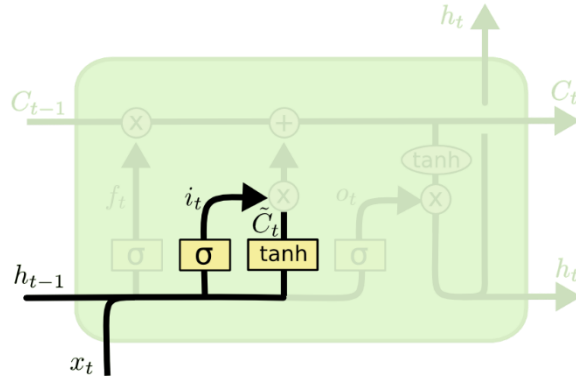 h_t
C_{t-1} x + C_t
tanh
f_t i_t x o_t x
C̃_t
σ σ tanh σ
h_{t-1} h_t
x_t